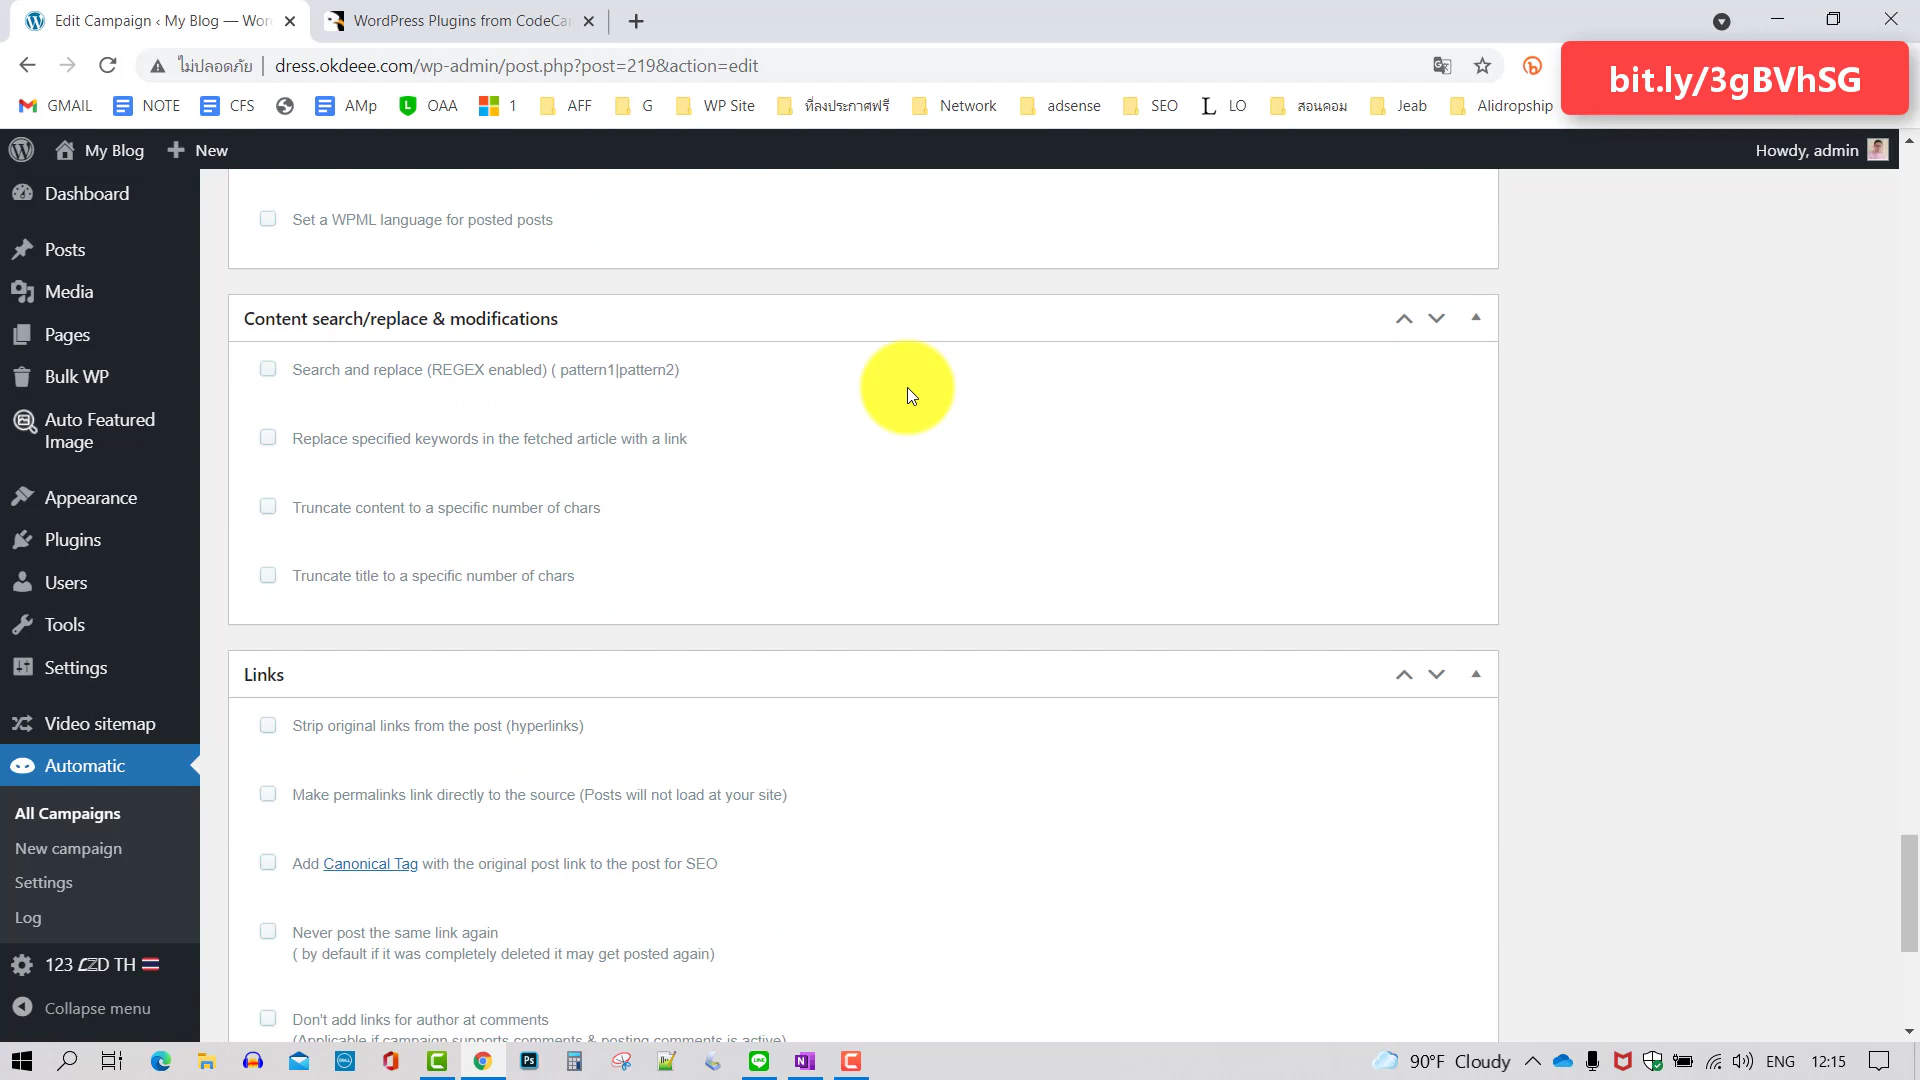 Edit Campaign ‹ My Blog — Wor
WordPress Plugins from CodeCa
ไม่ปลอดภัย
dress.okdeee.com/wp-admin/post.php?post=219&action=edit
bit.ly/3gBVhSG
GMAIL
NOTE
CFS
AMp
OAA
1
AFF
G
WP Site
ที่ลงประกาศฟรี
Network
adsense
SEO
LO
สอนคอม
Jeab
Alidropship
My Blog
New
Howdy, admin
Dashboard
Posts
Media
Pages
Bulk WP
Auto Featured
Image
Appearance
Plugins
Users
Tools
Settings
Video sitemap
Automatic
All Campaigns
New campaign
Settings
Log
123 LZD TH
Collapse menu
Set a WPML language for posted posts
Content search/replace & modifications
Search and replace (REGEX enabled) ( pattern1|pattern2)
Replace specified keywords in the fetched article with a link
Truncate content to a specific number of chars
Truncate title to a specific number of chars
Links
Strip original links from the post (hyperlinks)
Make permalinks link directly to the source (Posts will not load at your site)
Add Canonical Tag with the original post link to the post for SEO
Never post the same link again
( by default if it was completely deleted it may get posted again)
Don't add links for author at comments
(Applicable if campaign supports comments & posting comments is active)
90°F Cloudy
ENG
12:15